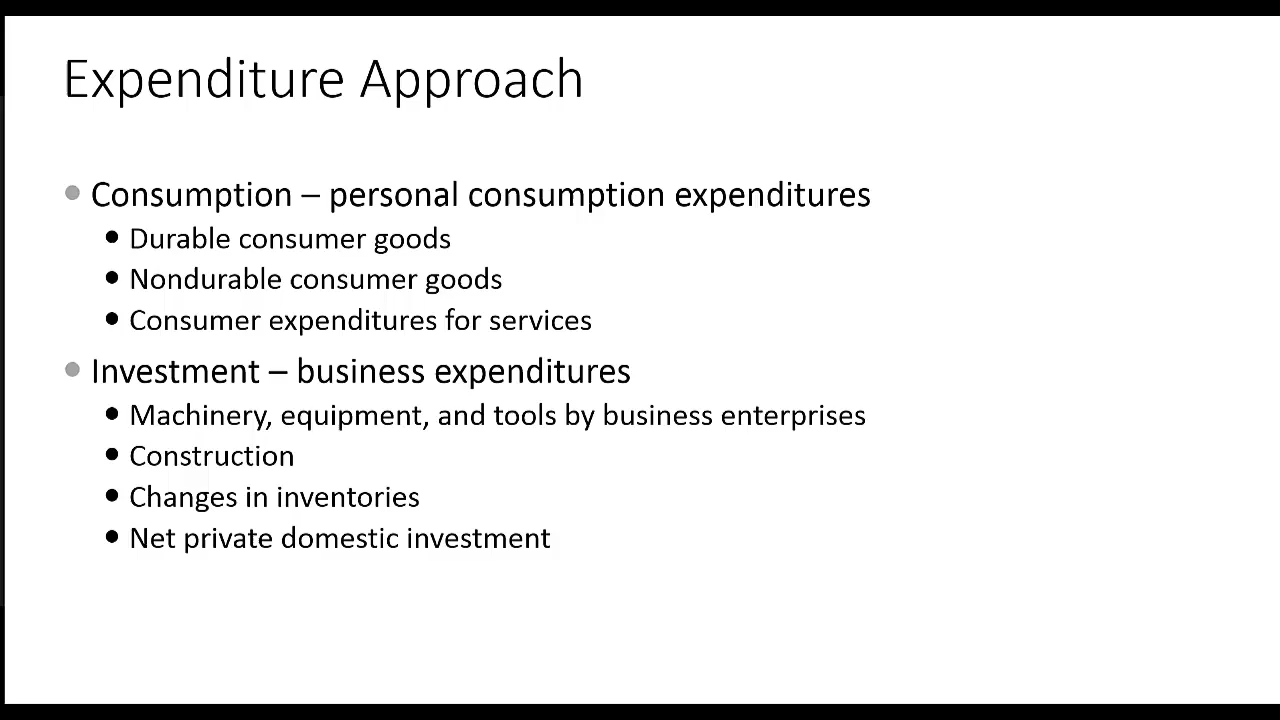 Expenditure Approach
Consumption – personal consumption expenditures
Durable consumer goods
Nondurable consumer goods
Consumer expenditures for services
Investment – business expenditures
Machinery, equipment, and tools by business enterprises
Construction
Changes in inventories
Net private domestic investment